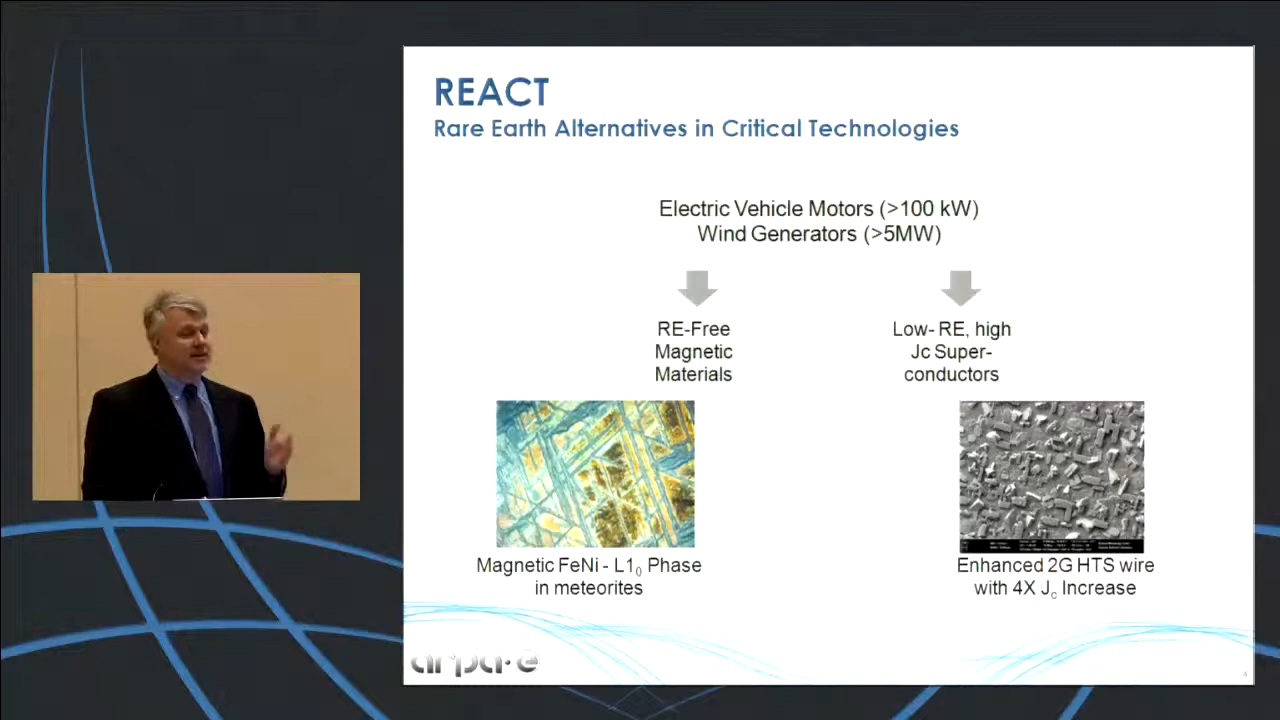 REACT
Rare Earth Alternatives in Critical Technologies
Electric Vehicle Motors (>100 kW)
Wind Generators (>5MW)
RE-Free
Magnetic
Materials
Low- RE, high
Jc Super-
conductors
Magnetic FeNi - L1₀ Phase
in meteorites
Enhanced 2G HTS wire
with 4X Jc Increase
arpa·e
4